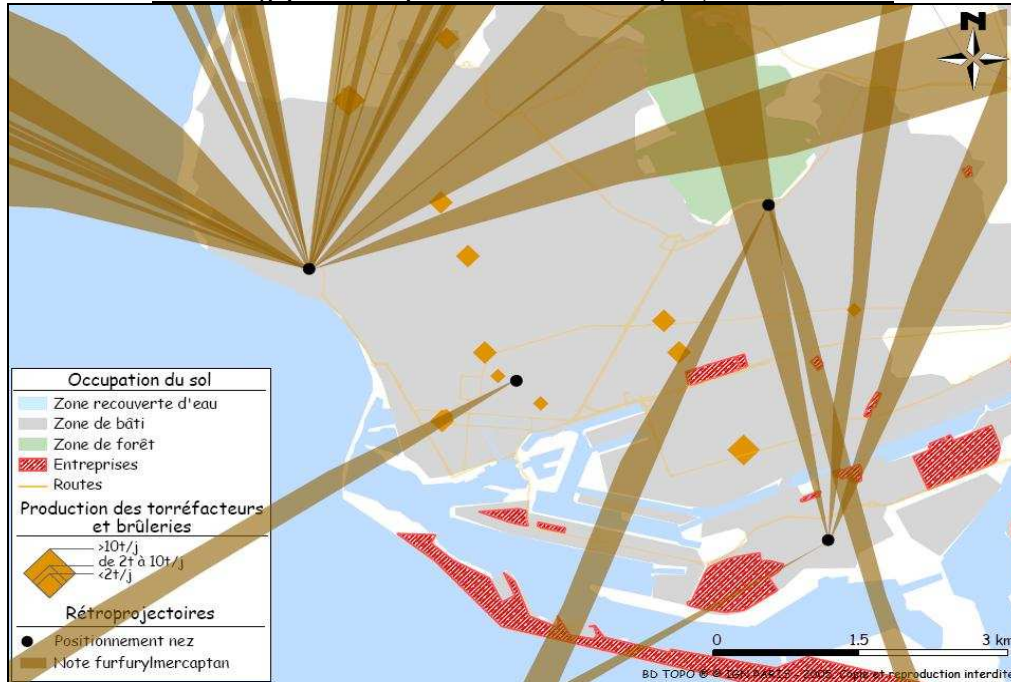 N
Occupation du sol
Zone recouverte d'eau
Zone de bâti
Zone de forêt
Entreprises
Routes
Production des torréfacteurs
et brûleries
>10t/j
de 2t à 10t/j
<2t/j
Rétroprojectoires
Positionnement nez
Note furfurylmercaptan
0 1.5 3 km
BD TOPO ® © IGN PARIS - 2005, Copie et reproduction interdite